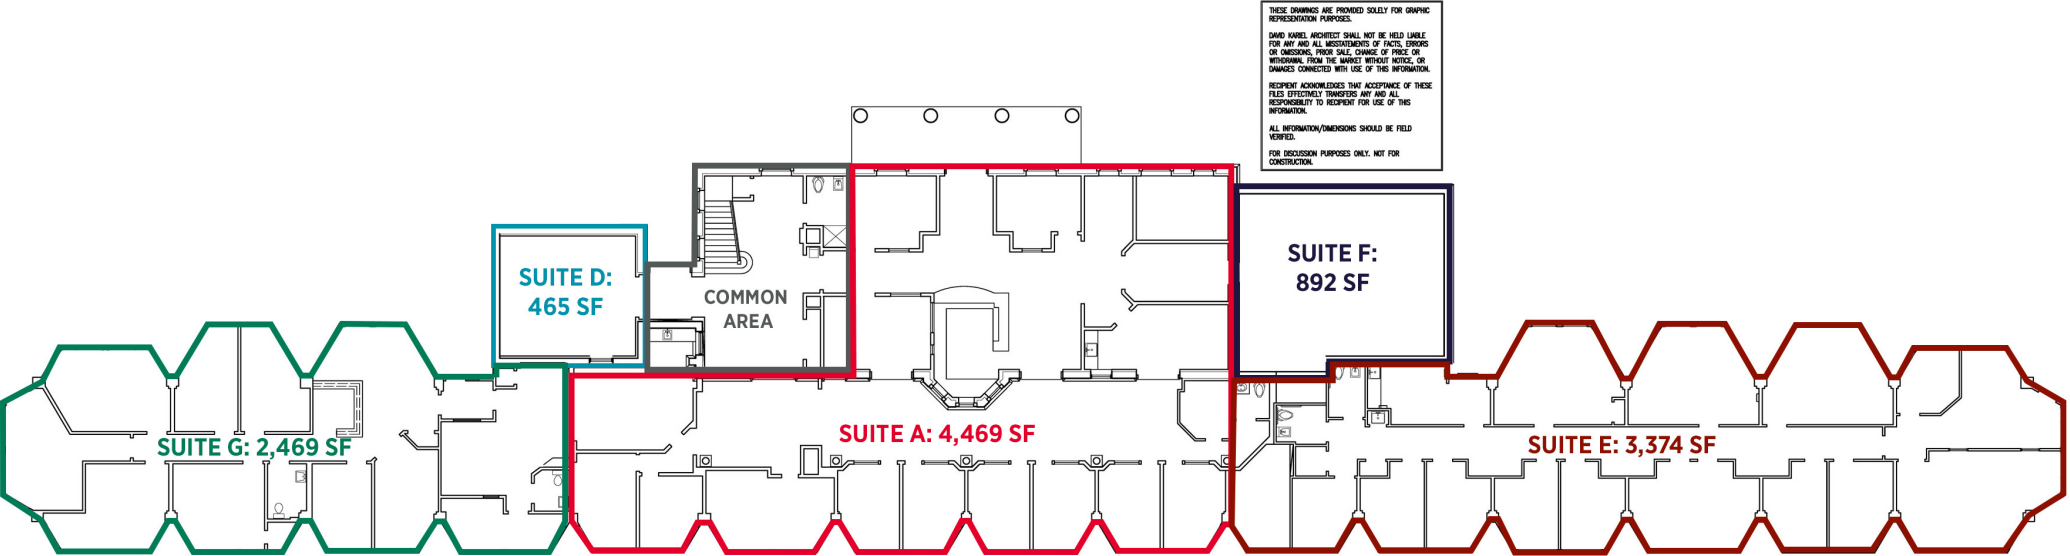 THESE DRAWINGS ARE PROVIDED SOLELY FOR GRAPHIC
REPRESENTATION PURPOSES.
DAVID KARIEL ARCHITECT SHALL NOT BE HELD LIABLE
FOR ANY AND ALL MISSTATEMENTS OF FACTS, ERRORS
OR OMISSIONS, PRIOR SALE, CHANGE OF PRICE OR
WITHDRAWAL FROM THE MARKET WITHOUT NOTICE, OR
DAMAGES CONNECTED WITH USE OF THIS INFORMATION.
RECIPIENT ACKNOWLEDGES THAT ACCEPTANCE OF THESE
FILES EFFECTIVELY TRANSFERS ANY AND ALL
RESPONSIBILITY TO RECIPIENT FOR USE OF THIS
INFORMATION.
ALL INFORMATION/DIMENSIONS SHOULD BE FIELD
VERIFIED.
FOR DISCUSSION PURPOSES ONLY. NOT FOR
CONSTRUCTION.
SUITE F:
892 SF
SUITE D:
465 SF
COMMON
AREA
SUITE G: 2,469 SF
SUITE A: 4,469 SF
SUITE E: 3,374 SF